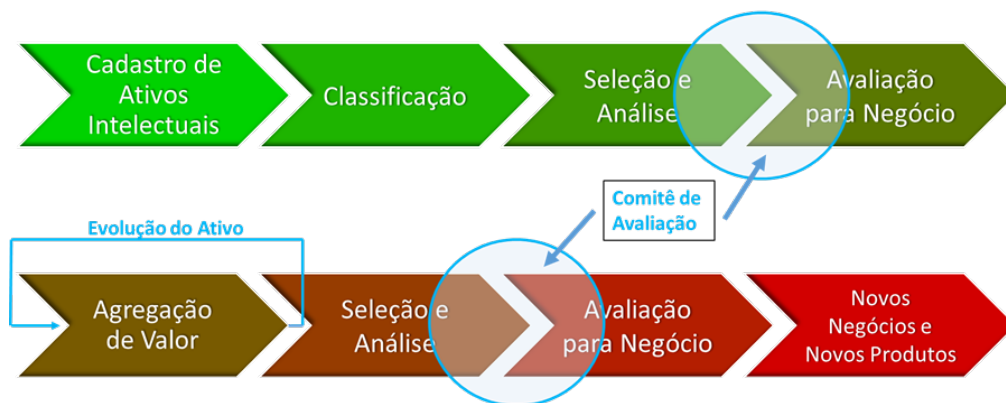 Cadastro de
Ativos
Intelectuais
Classificação
Seleção e
Análise
Avaliação
para Negócio
Comitê de
Avaliação
Evolução do Ativo
Agregação
de Valor
Seleção e
Análise
Avaliação
para Negócio
Novos
Negócios e
Novos Produtos